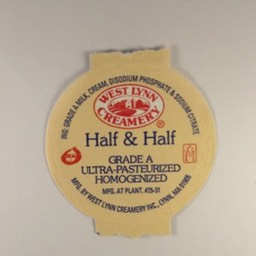 ING: GRADE A MILK, CREAM, DISODIUM PHOSPHATE & SODIUM CITRATE
WEST LYNN
CREAMERY
®
Half & Half
GRADE A
ULTRA-PASTEURIZED
HOMOGENIZED
MFG. AT PLANT. #25-31
MFG. BY WEST LYNN CREAMERY INC., LYNN, MA 01905